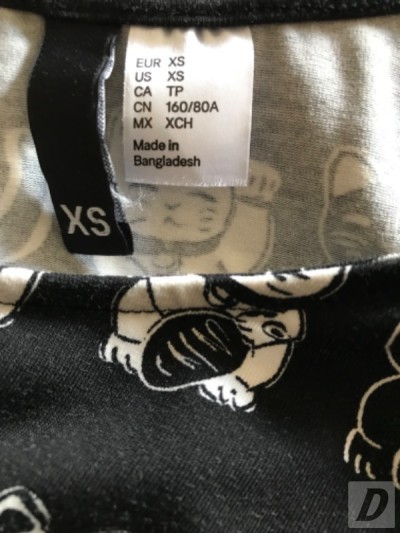 EUR XS
US XS
CA TP
CN 160/80A
MX XCH
Made in
Bangladesh
XS
D